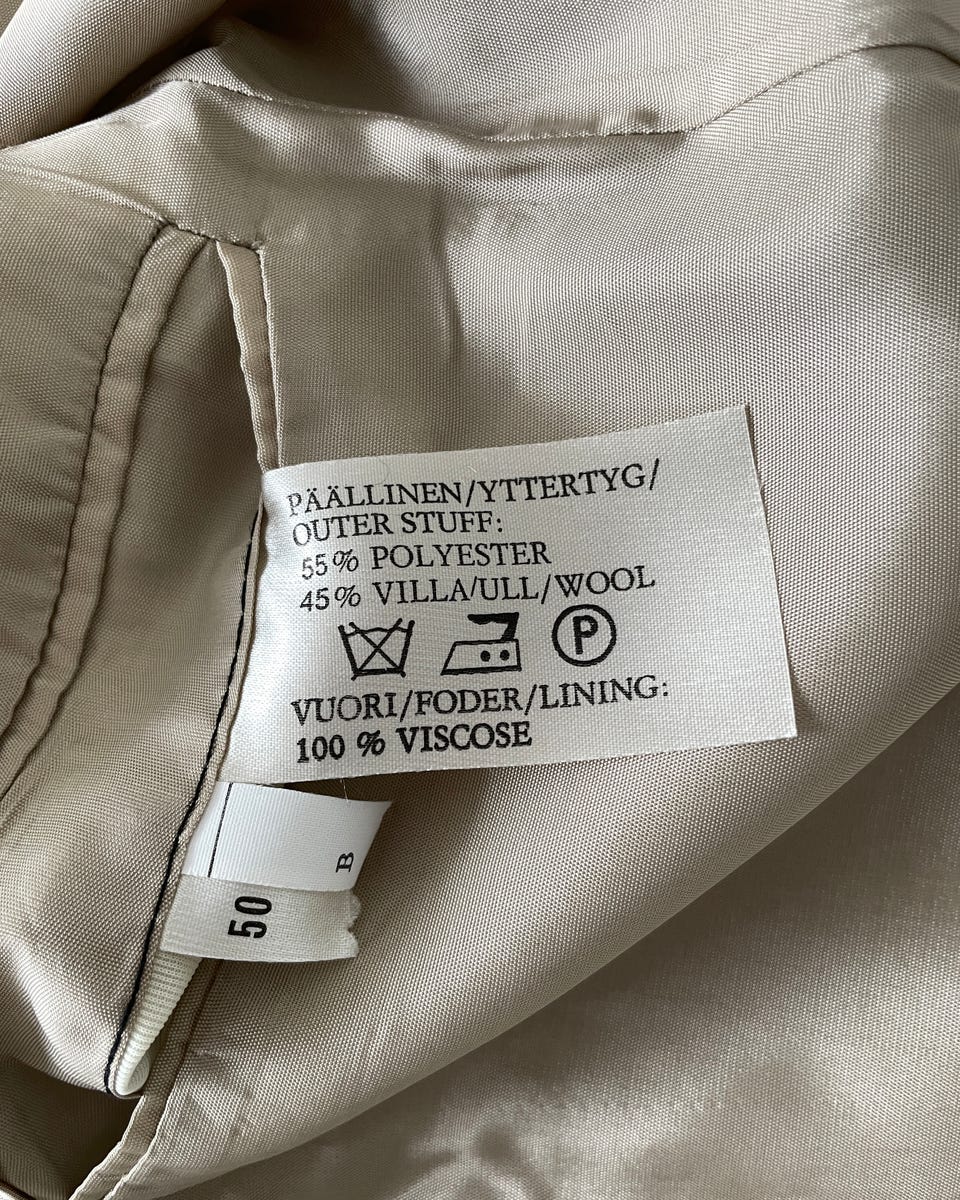 PÄÄLLINEN/YTTERTYG/
OUTER STUFF:
55% POLYESTER
45% VILLA/ULL/WOOL
P
VUORI/FODER/LINING:
100 % VISCOSE
B
50